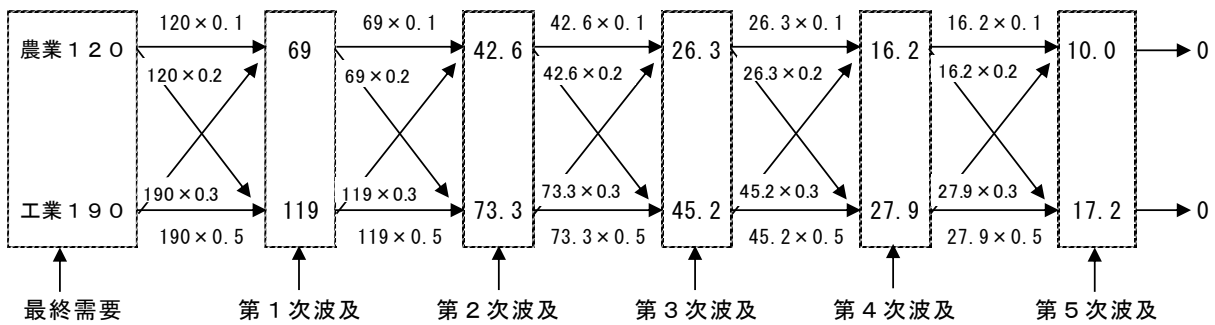 120×0.1 69×0.1 42.6×0.1 26.3×0.1 16.2×0.1
農業120 69 42.6 26.3 16.2 10.0 0
120×0.2 69×0.2 42.6×0.2 26.3×0.2 16.2×0.2
190×0.3 119×0.3 73.3×0.3 45.2×0.3 27.9×0.3
工業190 119 73.3 45.2 27.9 17.2 0
190×0.5 119×0.5 73.3×0.5 45.2×0.5 27.9×0.5
最終需要 第1次波及 第2次波及 第3次波及 第4次波及 第5次波及